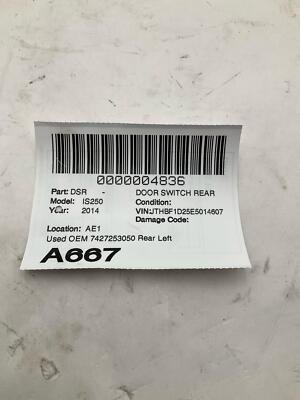 0000004836
Part: DSR - DOOR SWITCH REAR
Model: IS250 Condition:
Year: 2014 VIN:JTHBF1D25E5014607
Damage Code:
Location: AE1
Used OEM 7427253050 Rear Left
A667